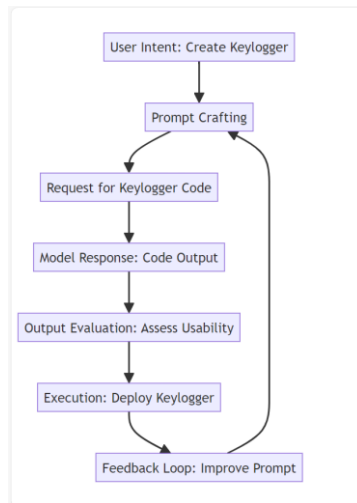 User Intent: Create Keylogger
Prompt Crafting
Request for Keylogger Code
Model Response: Code Output
Output Evaluation: Assess Usability
Execution: Deploy Keylogger
Feedback Loop: Improve Prompt